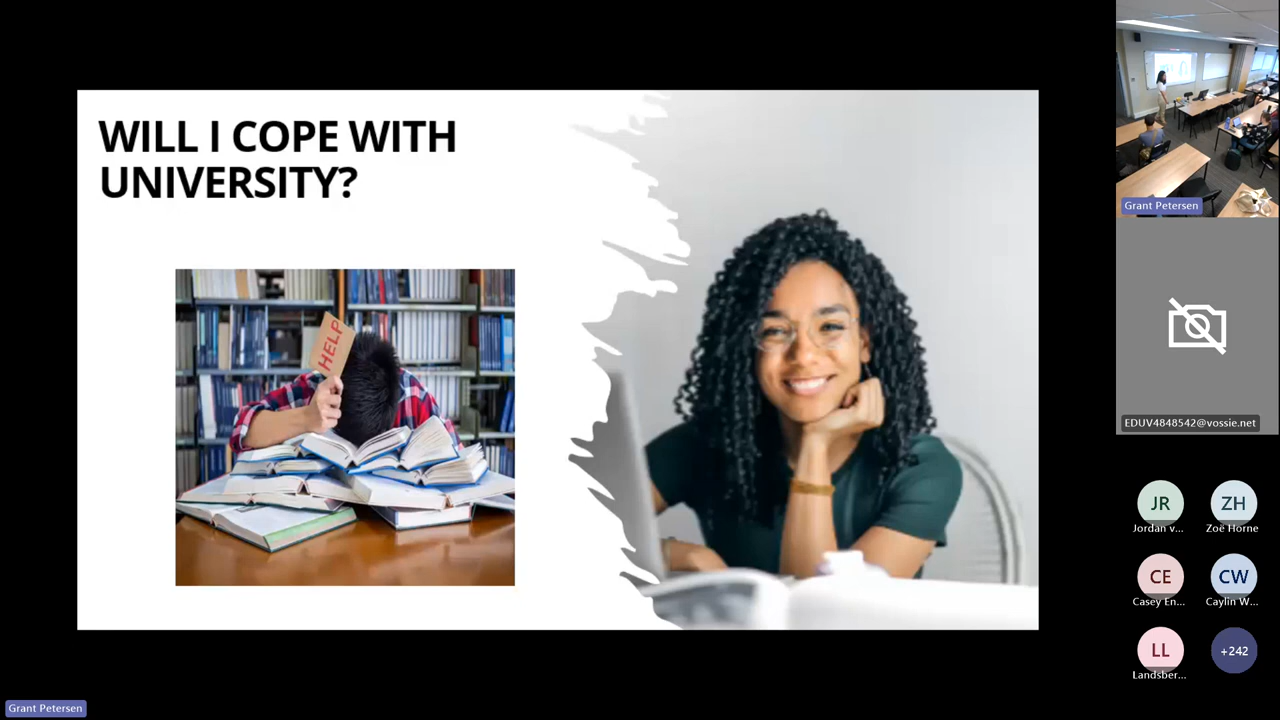 WILL I COPE WITH
UNIVERSITY?
HELP
Grant Petersen
EDUV4848542@vossie.net
JR
Jordan v...
ZH
Zoë Horne
CE
Casey En...
CW
Caylin W...
LL
Landsber...
+242
Grant Petersen